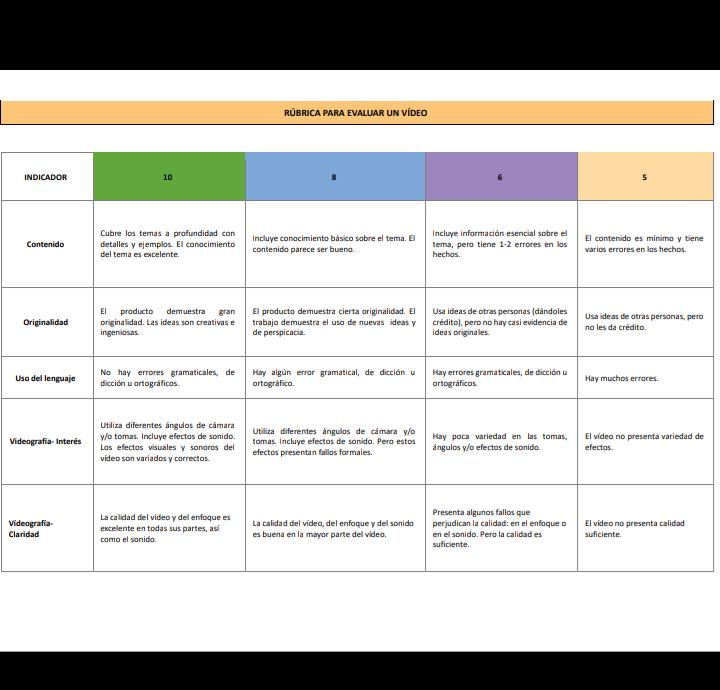 RÚBRICA PARA EVALUAR UN VÍDEO
INDICADOR
10
8
6
5
Contenido
Cubre los temas a profundidad con
detalles y ejemplos. El conocimiento
del tema es excelente.
Incluye conocimiento básico sobre el tema. El
contenido parece ser bueno.
Incluye información esencial sobre el
tema, pero tiene 1-2 errores en los
hechos.
El contenido es mínimo y tiene
varios errores en los hechos.
Originalidad
El producto demuestra gran
originalidad. Las ideas son creativas e
ingeniosas.
El producto demuestra cierta originalidad. El
trabajo demuestra el uso de nuevas ideas y
de perspicacia.
Usa ideas de otras personas (dándoles
crédito), pero no hay casi evidencia de
ideas originales.
Usa ideas de otras personas, pero
no les da crédito.
Uso del lenguaje
No hay errores gramaticales, de
dicción u ortográficos.
Hay algún error gramatical, de dicción u
ortográfico.
Hay errores gramaticales, de dicción u
ortográficos.
Hay muchos errores.
Videografía- Interés
Utiliza diferentes ángulos de cámara
y/o tomas. Incluye efectos de sonido.
Los efectos visuales y sonoros del
vídeo son variados y correctos.
Utiliza diferentes ángulos de cámara y/o
tomas. Incluye efectos de sonido. Pero estos
efectos presentan fallos formales.
Hay poca variedad en las tomas,
ángulos y/o efectos de sonido.
El vídeo no presenta variedad de
efectos.
Vídeografía-
Claridad
La calidad del vídeo y del enfoque es
excelente en todas sus partes, así
como el sonido.
La calidad del vídeo, del enfoque y del sonido
es buena en la mayor parte del vídeo.
Presenta algunos fallos que
perjudican la calidad: en el enfoque o
en el sonido. Pero la calidad es
suficiente.
El vídeo no presenta calidad
suficiente.